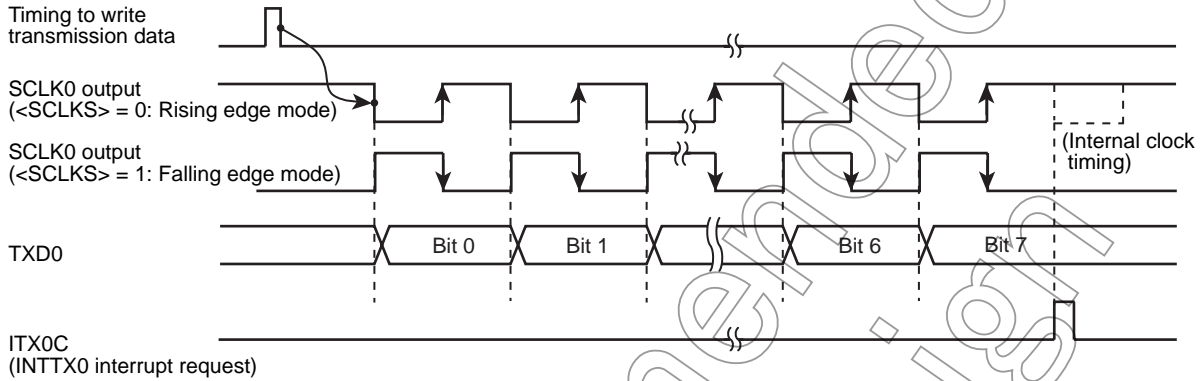 Timing to write
transmission data
SCLK0 output
(<SCLKS> = 0: Rising edge mode)
SCLK0 output
(<SCLKS> = 1: Falling edge mode)
(Internal clock
timing)
TXD0
Bit 0
Bit 1
Bit 6
Bit 7
ITX0C
(INTTX0 interrupt request)